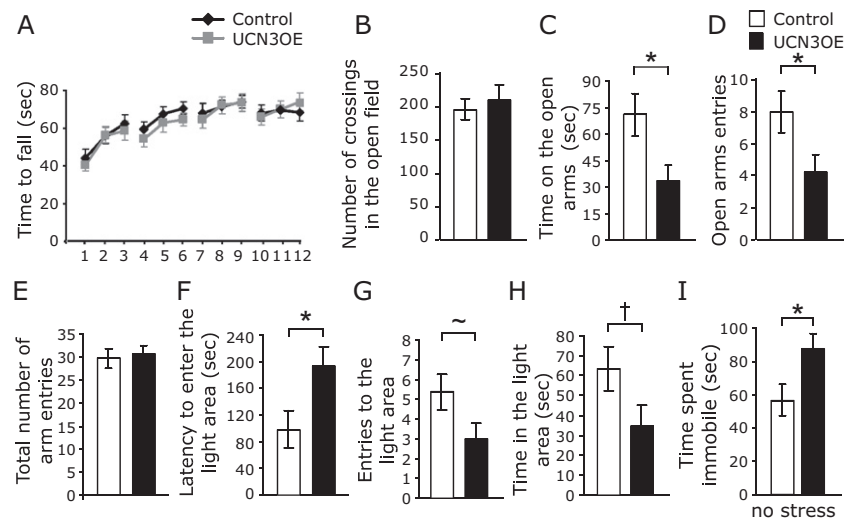 A
Control
UCN3OE
Time to fall (sec)
80
60
40
20
0
1 2 3 4 5 6 7 8 9 10 11 12
B
Number of crossings
in the open field
250
200
150
100
50
0
C
Time on the open
arms (sec)
90
75
60
45
30
15
0
*
D
Control
UCN3OE
Open arms entries
10
8
6
4
2
0
*
E
Total number of
arm entries
35
30
25
20
15
10
5
0
F
Latency to enter the
light area (sec)
240
200
160
120
80
40
0
*
G
Entries to the
light area
8
7
6
5
4
3
2
1
0
~
H
Time in the light
area (sec)
80
70
60
50
40
30
20
10
0
†
I
Time spent
immobile (sec)
100
80
60
40
20
0
*
no stress